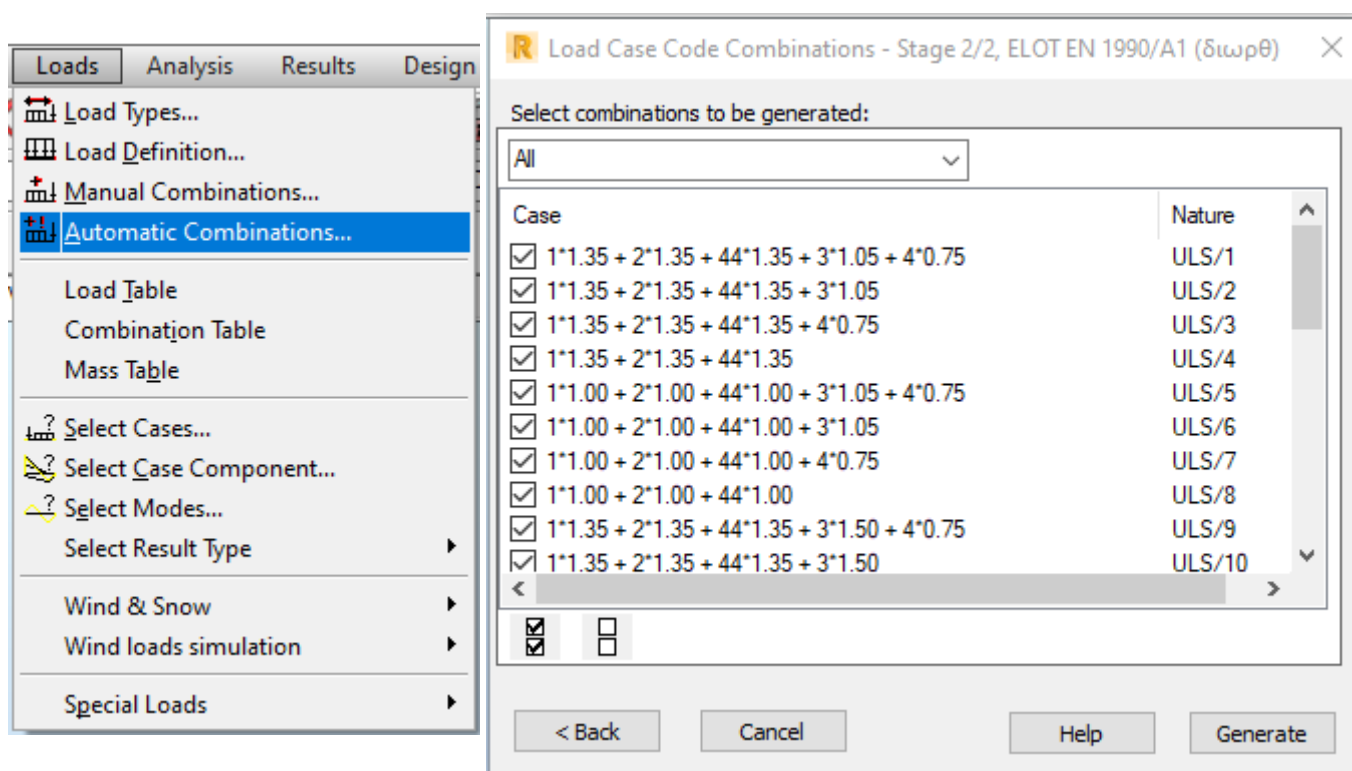 Loads Analysis Results Design
Load Types...
Load Definition...
Manual Combinations...
Automatic Combinations...
Load Table
Combination Table
Mass Table
Select Cases...
Select Case Component...
Select Modes...
Select Result Type
Wind & Snow
Wind loads simulation
Special Loads
R Load Case Code Combinations - Stage 2/2, ELOT EN 1990/A1 (διωρθ)
Select combinations to be generated:
All
Case Nature
1*1.35 + 2*1.35 + 44*1.35 + 3*1.05 + 4*0.75 ULS/1
1*1.35 + 2*1.35 + 44*1.35 + 3*1.05 ULS/2
1*1.35 + 2*1.35 + 44*1.35 + 4*0.75 ULS/3
1*1.35 + 2*1.35 + 44*1.35 ULS/4
1*1.00 + 2*1.00 + 44*1.00 + 3*1.05 + 4*0.75 ULS/5
1*1.00 + 2*1.00 + 44*1.00 + 3*1.05 ULS/6
1*1.00 + 2*1.00 + 44*1.00 + 4*0.75 ULS/7
1*1.00 + 2*1.00 + 44*1.00 ULS/8
1*1.35 + 2*1.35 + 44*1.35 + 3*1.50 + 4*0.75 ULS/9
1*1.35 + 2*1.35 + 44*1.35 + 3*1.50 ULS/10
< Back Cancel Help Generate